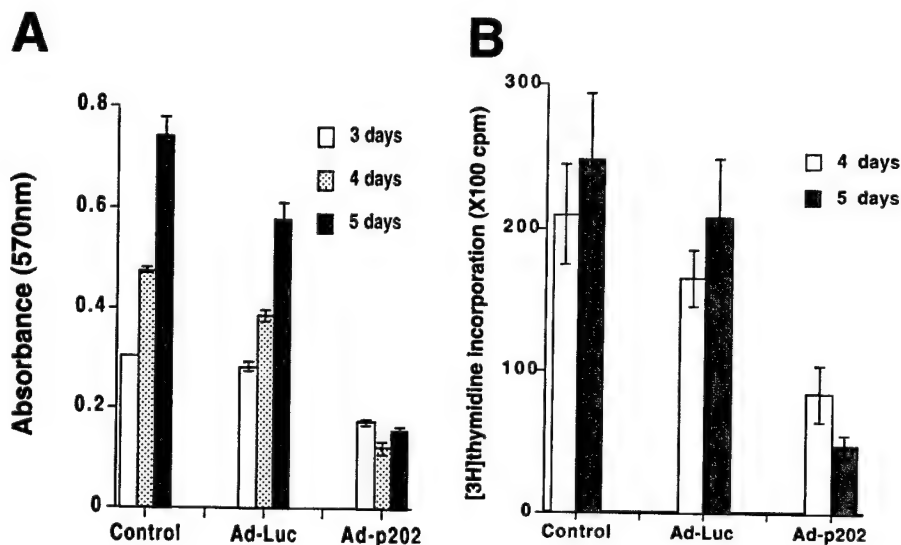 A
Absorbance (570nm)
0.8
0.6
0.4
0.2
0
3 days
4 days
5 days
Control
Ad-Luc
Ad-p202
B
[3H]thymidine incorporation (X100 cpm)
300
200
100
0
4 days
5 days
Control
Ad-Luc
Ad-p202